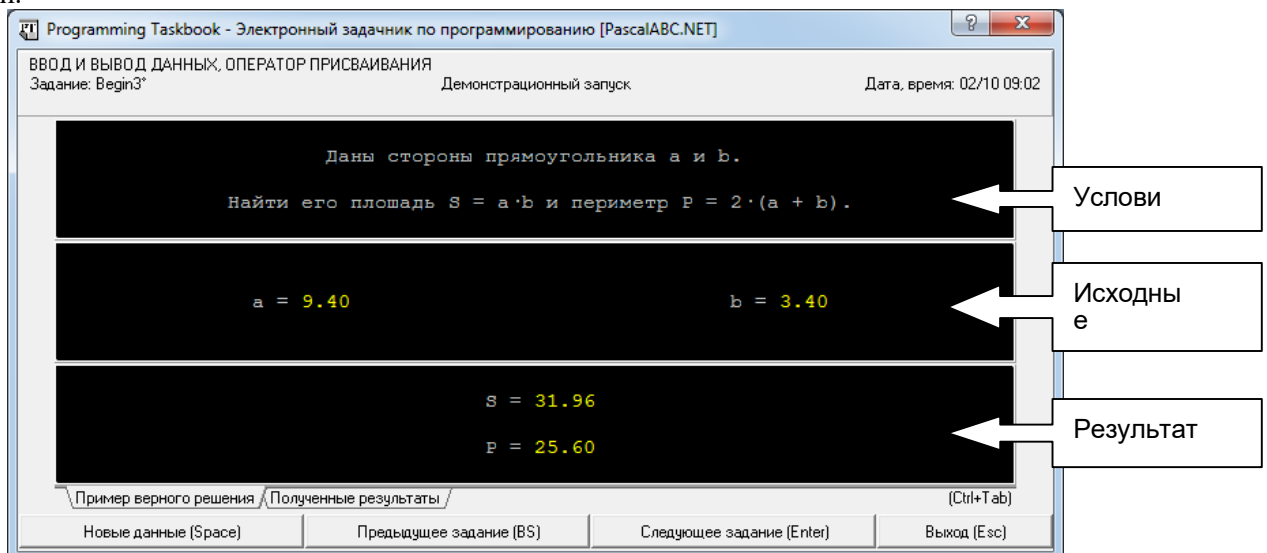 Programming Taskbook - Электронный задачник по программированию [PascalABC.NET]
ВВОД И ВЫВОД ДАННЫХ, ОПЕРАТОР ПРИСВАИВАНИЯ
Задание: Begin3° Демонстрационный запуск Дата, время: 02/10 09:02
Даны стороны прямоугольника a и b.
Найти его площадь S = a·b и периметр P = 2·(a + b).
Услови
a = 9.40 b = 3.40
Исходны
е
S = 31.96
P = 25.60
Результат
Пример верного решения Полученные результаты (Ctrl+Tab)
Новые данные (Space) Предыдущее задание (BS) Следующее задание (Enter) Выход (Esc)